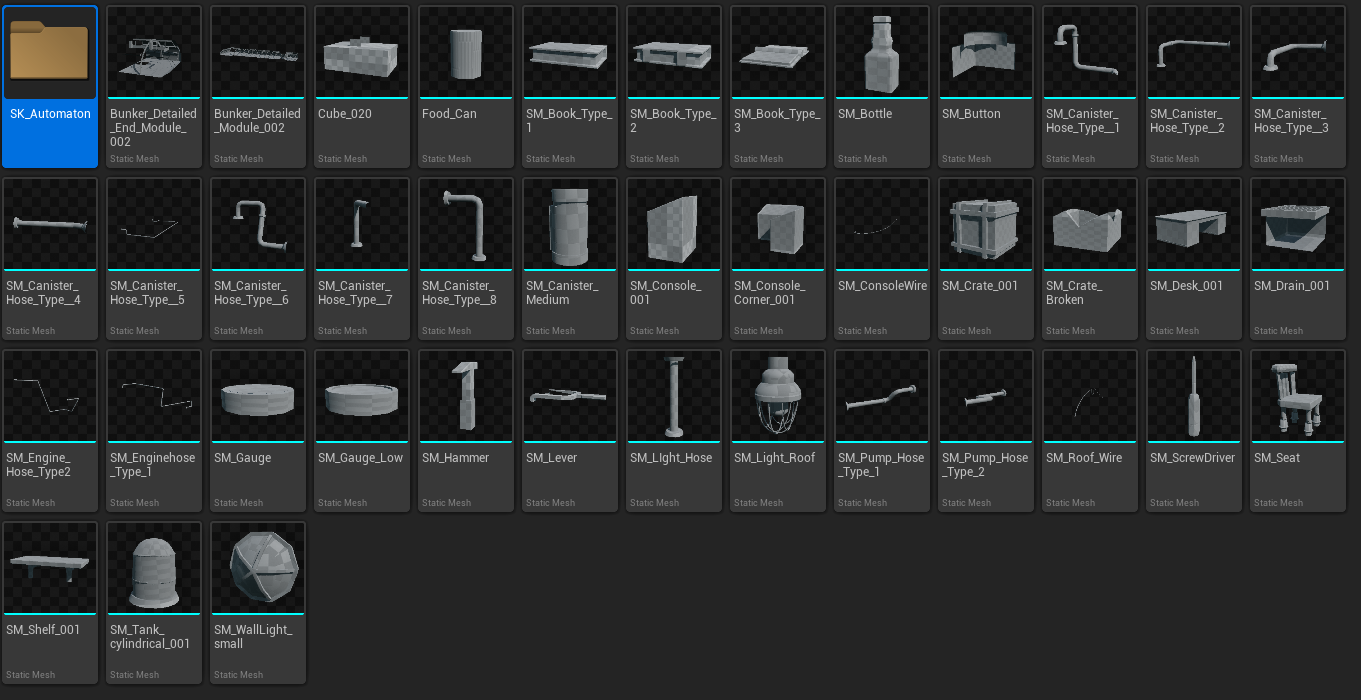 SK_Automaton
Bunker_Detailed
_End_Module_
002
Static Mesh
Bunker_Detailed
_Module_002
Static Mesh
Cube_020
Static Mesh
Food_Can
Static Mesh
SM_Book_Type_
1
Static Mesh
SM_Book_Type_
2
Static Mesh
SM_Book_Type_
3
Static Mesh
SM_Bottle
Static Mesh
SM_Button
Static Mesh
SM_Canister_
Hose_Type__1
Static Mesh
SM_Canister_
Hose_Type__2
Static Mesh
SM_Canister_
Hose_Type__3
Static Mesh
SM_Canister_
Hose_Type__4
Static Mesh
SM_Canister_
Hose_Type__5
Static Mesh
SM_Canister_
Hose_Type__6
Static Mesh
SM_Canister_
Hose_Type__7
Static Mesh
SM_Canister_
Hose_Type__8
Static Mesh
SM_Canister_
Medium
Static Mesh
SM_Console_
001
Static Mesh
SM_Console_
Corner_001
Static Mesh
SM_ConsoleWire
Static Mesh
SM_Crate_001
Static Mesh
SM_Crate_
Broken
Static Mesh
SM_Desk_001
Static Mesh
SM_Drain_001
Static Mesh
SM_Engine_
Hose_Type2
Static Mesh
SM_Enginehose
_Type_1
Static Mesh
SM_Gauge
Static Mesh
SM_Gauge_Low
Static Mesh
SM_Hammer
Static Mesh
SM_Lever
Static Mesh
SM_LIght_Hose
Static Mesh
SM_Light_Roof
Static Mesh
SM_Pump_Hose
_Type_1
Static Mesh
SM_Pump_Hose
_Type_2
Static Mesh
SM_Roof_Wire
Static Mesh
SM_ScrewDriver
Static Mesh
SM_Seat
Static Mesh
SM_Shelf_001
Static Mesh
SM_Tank_
cylindrical_001
Static Mesh
SM_WallLight_
small
Static Mesh